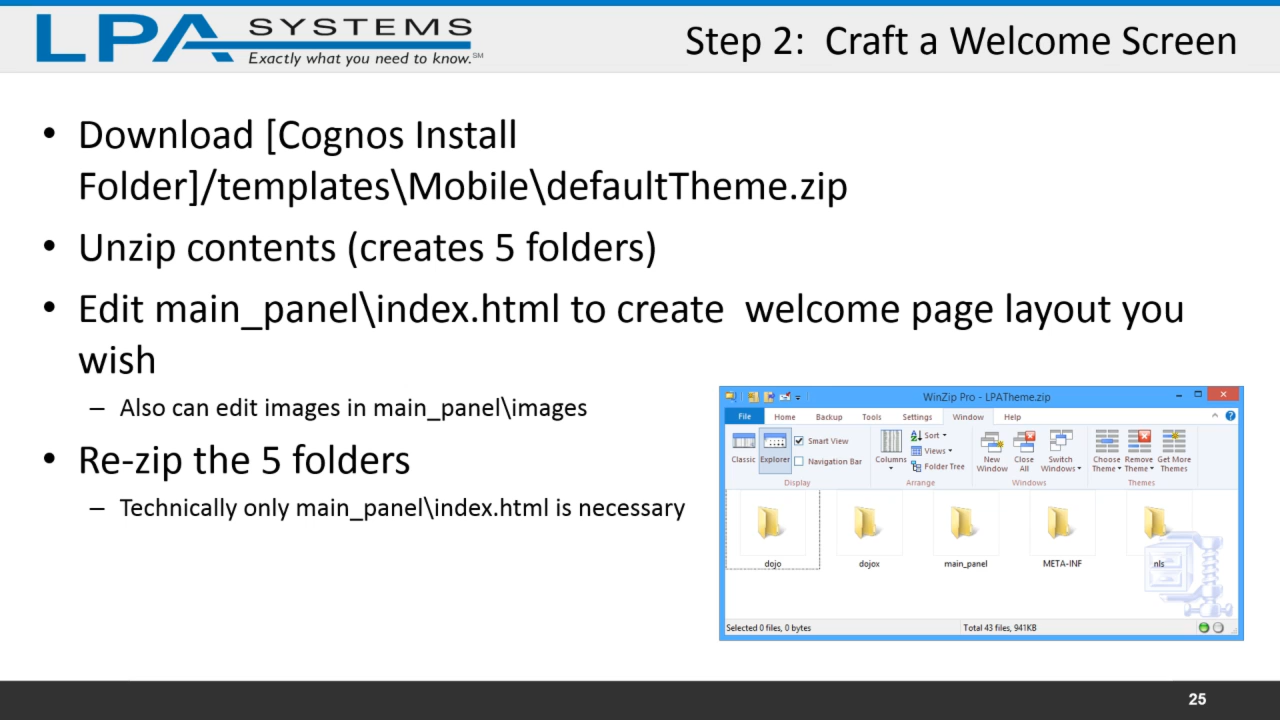 LPA SYSTEMS
Exactly what you need to know.℠
Step 2: Craft a Welcome Screen
• Download [Cognos Install
Folder]/templates\Mobile\defaultTheme.zip
• Unzip contents (creates 5 folders)
• Edit main_panel\index.html to create welcome page layout you
wish
– Also can edit images in main_panel\images
• Re-zip the 5 folders
– Technically only main_panel\index.html is necessary
WinZip Pro - LPATheme.zip
File Home Backup Tools Settings Window Help
Classic Explorer Smart View Navigation Bar
Display
Columns Sort Views Folder Tree
Arrange
New Window Close All Switch Windows
Windows
Choose Theme Remove Theme Get More Themes
Themes
dojo dojox main_panel META-INF nls
Selected 0 files, 0 bytes Total 43 files, 941KB
25